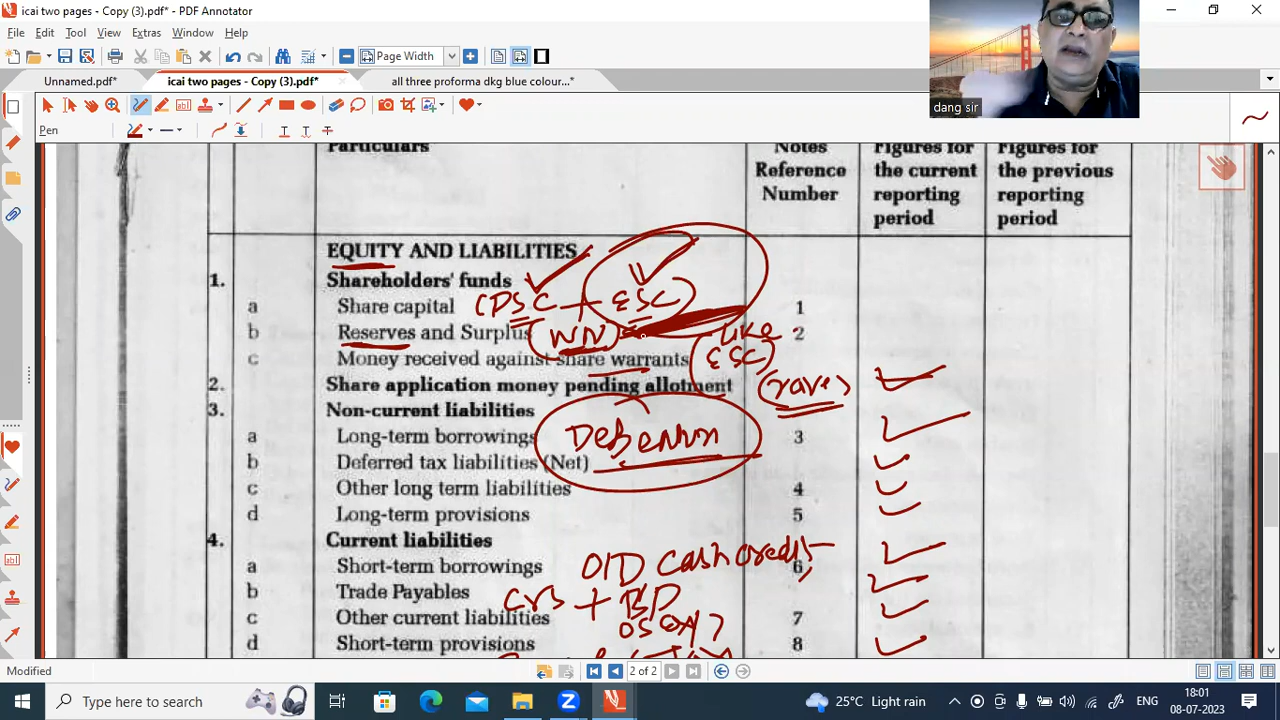 icai two pages - Copy (3).pdf* - PDF Annotator
File Edit Tool View Extras Window Help
Page Width
Unnamed.pdf* icai two pages - Copy (3).pdf* all three proforma dkg blue colour...*
Pen
dang sir
Particulars Notes Reference Number Figures for the current reporting period Figures for the previous reporting period
EQUITY AND LIABILITIES
1. Shareholders' funds
a Share capital (PSC + ESC) 1
b Reserves and Surplus (WN) Like 2
c Money received against share warrants ESC)
2. Share application money pending allotment (rare)
3. Non-current liabilities
a Long-term borrowings 3
b Deferred tax liabilities (Net)
c Other long term liabilities 4
d Long-term provisions 5
4. Current liabilities
a Short-term borrowings O/D Cash credit 6
b Trade Payables Crs + BP
c Other current liabilities OS 7
d Short-term provisions 8
Modified 2 of 2
Type here to search 25°C Light rain ENG 18:01
08-07-2023